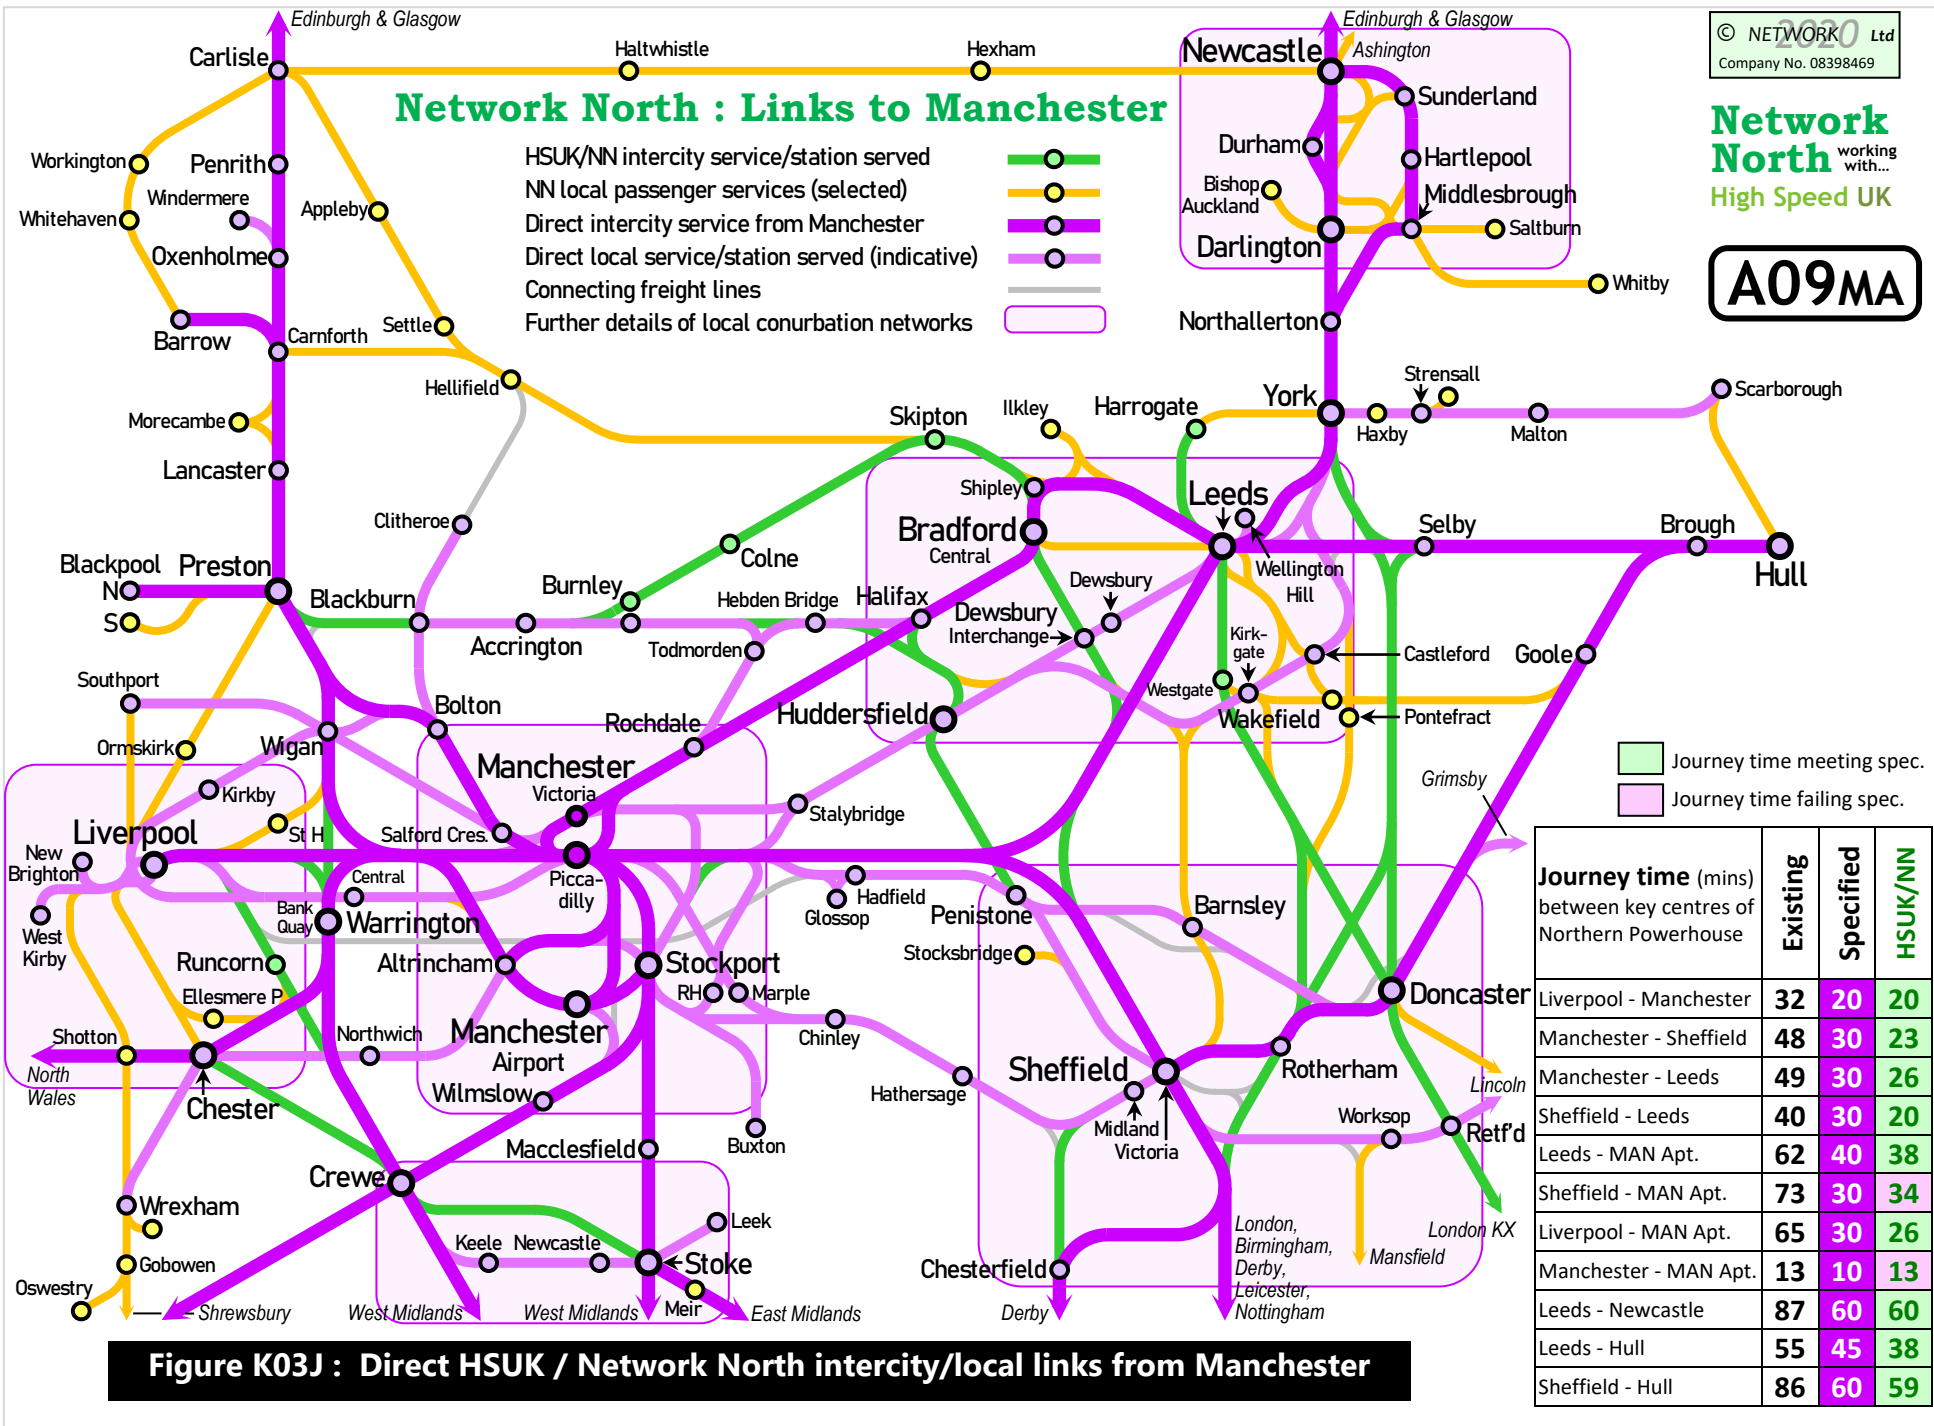 Edinburgh & Glasgow
Edinburgh & Glasgow
© NETWORK 2020 Ltd
Company No. 08398469
Carlisle
Haltwhistle
Hexham
Newcastle
Ashington
Network North : Links to Manchester
Sunderland
Network
North working
with...
High Speed UK
A09MA
HSUK/NN intercity service/station served
NN local passenger services (selected)
Direct intercity service from Manchester
Direct local service/station served (indicative)
Connecting freight lines
Further details of local conurbation networks
Workington
Penrith
Windermere
Whitehaven
Appleby
Oxenholme
Durham
Hartlepool
Bishop
Auckland
Middlesbrough
Darlington
Saltburn
Whitby
Barrow
Carnforth
Settle
Northallerton
Hellifield
Morecambe
Lancaster
Skipton
Ilkley
Harrogate
York
Strensall
Haxby
Malton
Scarborough
Clitheroe
Shipley
Leeds
Bradford
Central
Selby
Brough
Hull
Colne
Wellington
Hill
Blackpool
N
S
Preston
Blackburn
Burnley
Accrington
Hebden Bridge
Todmorden
Halifax
Dewsbury
Dewsbury
Interchange
Kirk-
gate
Castleford
Goole
Westgate
Wakefield
Pontefract
Southport
Ormskirk
Wigan
Bolton
Rochdale
Huddersfield
Kirkby
Manchester
Victoria
Stalybridge
Salford Cres.
Liverpool
St H
New
Brighton
West
Kirby
Central
Bank
Quay
Warrington
Picca-
dilly
Hadfield
Glossop
Penistone
Barnsley
Stocksbridge
Grimsby
Runcorn
Altrincham
Stockport
RH
Marple
Doncaster
Ellesmere P
Shotton
Northwich
Manchester
Airport
Chinley
North
Wales
Chester
Wilmslow
Hathersage
Sheffield
Rotherham
Lincoln
Midland
Victoria
Worksop
Retf'd
Buxton
Macclesfield
Crewe
Wrexham
Leek
Keele
Newcastle
Stoke
Gobowen
Oswestry
Meir
Chesterfield
London,
Birmingham,
Derby,
Leicester,
Nottingham
Mansfield
London KX
Shrewsbury
West Midlands
West Midlands
East Midlands
Derby
Journey time meeting spec.
Journey time failing spec.
Journey time (mins)
between key centres of
Northern Powerhouse
Existing
Specified
HSUK/NN
Liverpool - Manchester 32 20 20
Manchester - Sheffield 48 30 23
Manchester - Leeds 49 30 26
Sheffield - Leeds 40 30 20
Leeds - MAN Apt. 62 40 38
Sheffield - MAN Apt. 73 30 34
Liverpool - MAN Apt. 65 30 26
Manchester - MAN Apt. 13 10 13
Leeds - Newcastle 87 60 60
Leeds - Hull 55 45 38
Sheffield - Hull 86 60 59
Figure K03J : Direct HSUK / Network North intercity/local links from Manchester